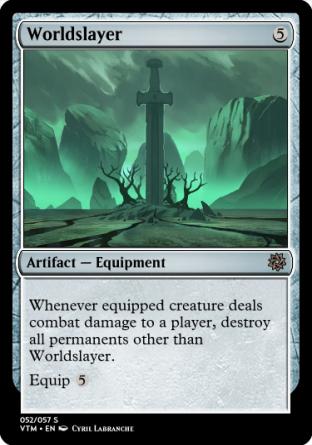 Worldslayer 5
Artifact — Equipment
Whenever equipped creature deals
combat damage to a player, destroy
all permanents other than
Worldslayer.
Equip 5
052/057 S
VTM • EN Cyril Labranche